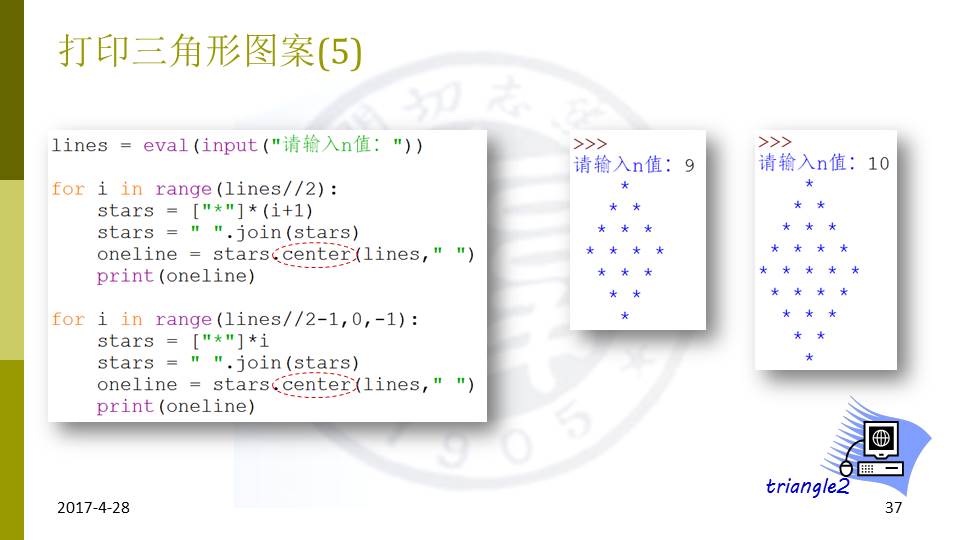 打印三角形图案(5)
lines = eval(input("请输入n值: "))
for i in range(lines//2):
    stars = ["*"]*(i+1)
    stars = " ".join(stars)
    oneline = stars.center(lines," ")
    print(oneline)
for i in range(lines//2-1,0,-1):
    stars = ["*"]*i
    stars = " ".join(stars)
    oneline = stars.center(lines," ")
    print(oneline)
>>>
请输入n值: 9
    *
   * *
  * * *
 * * * *
  * * *
   * *
    *
>>>
请输入n值: 10
    *
   * *
  * * *
 * * * *
* * * * *
 * * * *
  * * *
   * *
    *
1905
triangle2
2017-4-28
37